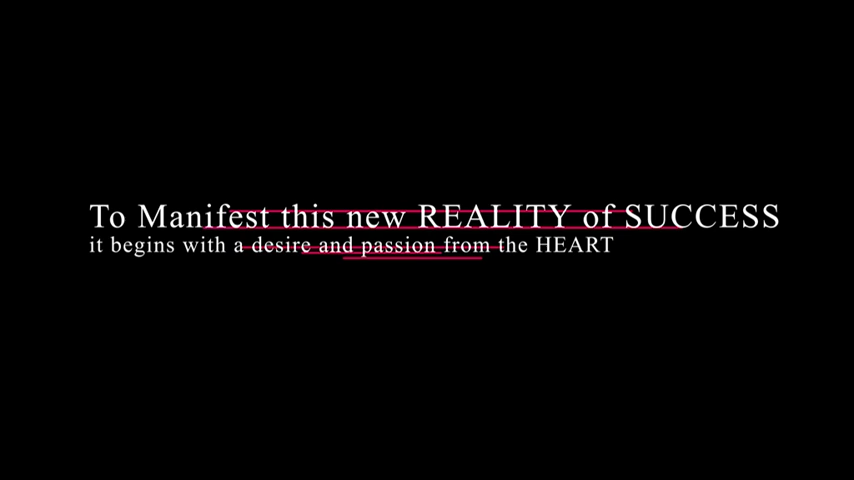 To Manifest this new REALITY of SUCCESS
it begins with a desire and passion from the HEART